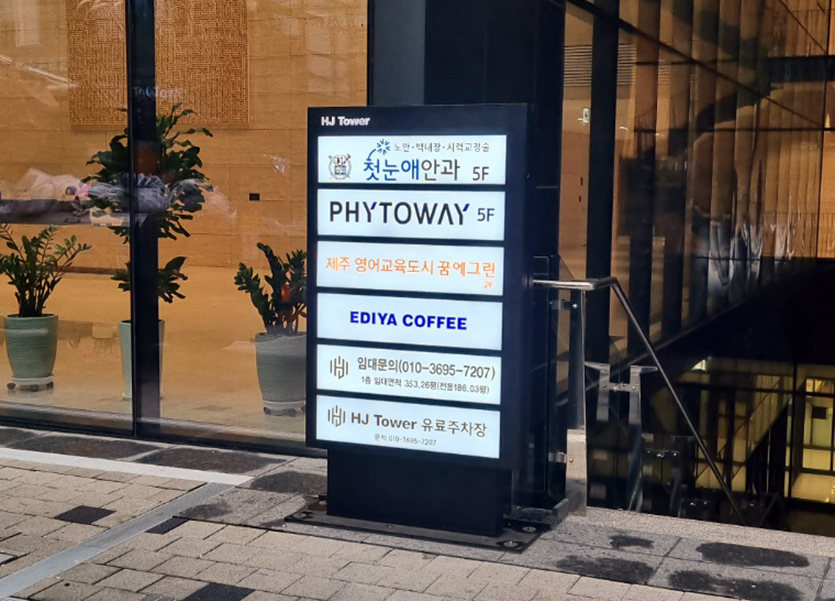 HJ Tower
노안·백내장·시력교정술
첫눈애안과 5F
PHYTOWAY 5F
제주 영어교육도시 꿈에그린
2F
EDIYA COFFEE
임대문의(010-3695-7207)
1층 임대면적 353.26평(전용186.03평)
HJ Tower 유료주차장
문의 010-3695-7207